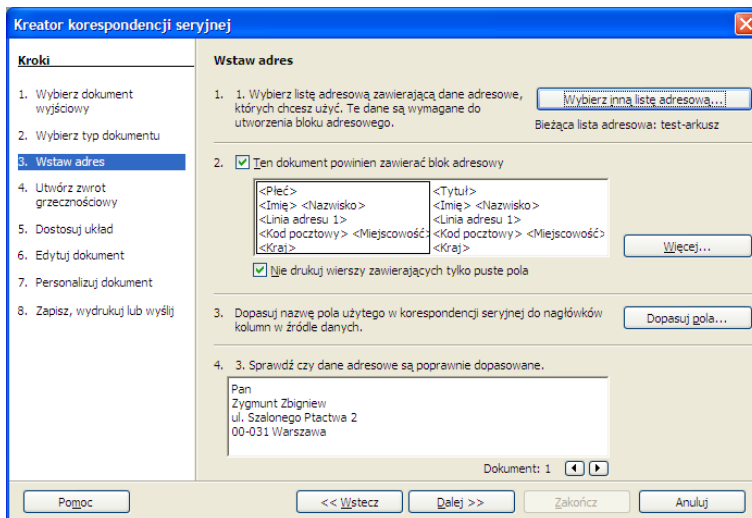 Kreator korespondencji seryjnej
Kroki
1. Wybierz dokument
wyjściowy
2. Wybierz typ dokumentu
3. Wstaw adres
4. Utwórz zwrot
grzecznościowy
5. Dostosuj układ
6. Edytuj dokument
7. Personalizuj dokument
8. Zapisz, wydrukuj lub wyślij
Wstaw adres
1. 1. Wybierz listę adresową zawierającą dane adresowe,
których chcesz użyć. Te dane są wymagane do
utworzenia bloku adresowego.
Wybierz inną listę adresową...
Bieżąca lista adresowa: test-arkusz
2. Ten dokument powinien zawierać blok adresowy
<Płeć>
<Imię> <Nazwisko>
<Linia adresu 1>
<Kod pocztowy> <Miejscowość>
<Kraj>
<Tytuł>
<Imię> <Nazwisko>
<Linia adresu 1>
<Kod pocztowy> <Miejscowość>
<Kraj>
Więcej...
Nie drukuj wierszy zawierających tylko puste pola
3. Dopasuj nazwę pola użytego w korespondencji seryjnej do nagłówków
kolumn w źródle danych.
Dopasuj pola...
4. 3. Sprawdź czy dane adresowe są poprawnie dopasowane.
Pan
Zygmunt Zbigniew
ul. Szalonego Ptactwa 2
00-031 Warszawa
Dokument: 1
Pomoc
<< Wstecz
Dalej >>
Zakończ
Anuluj